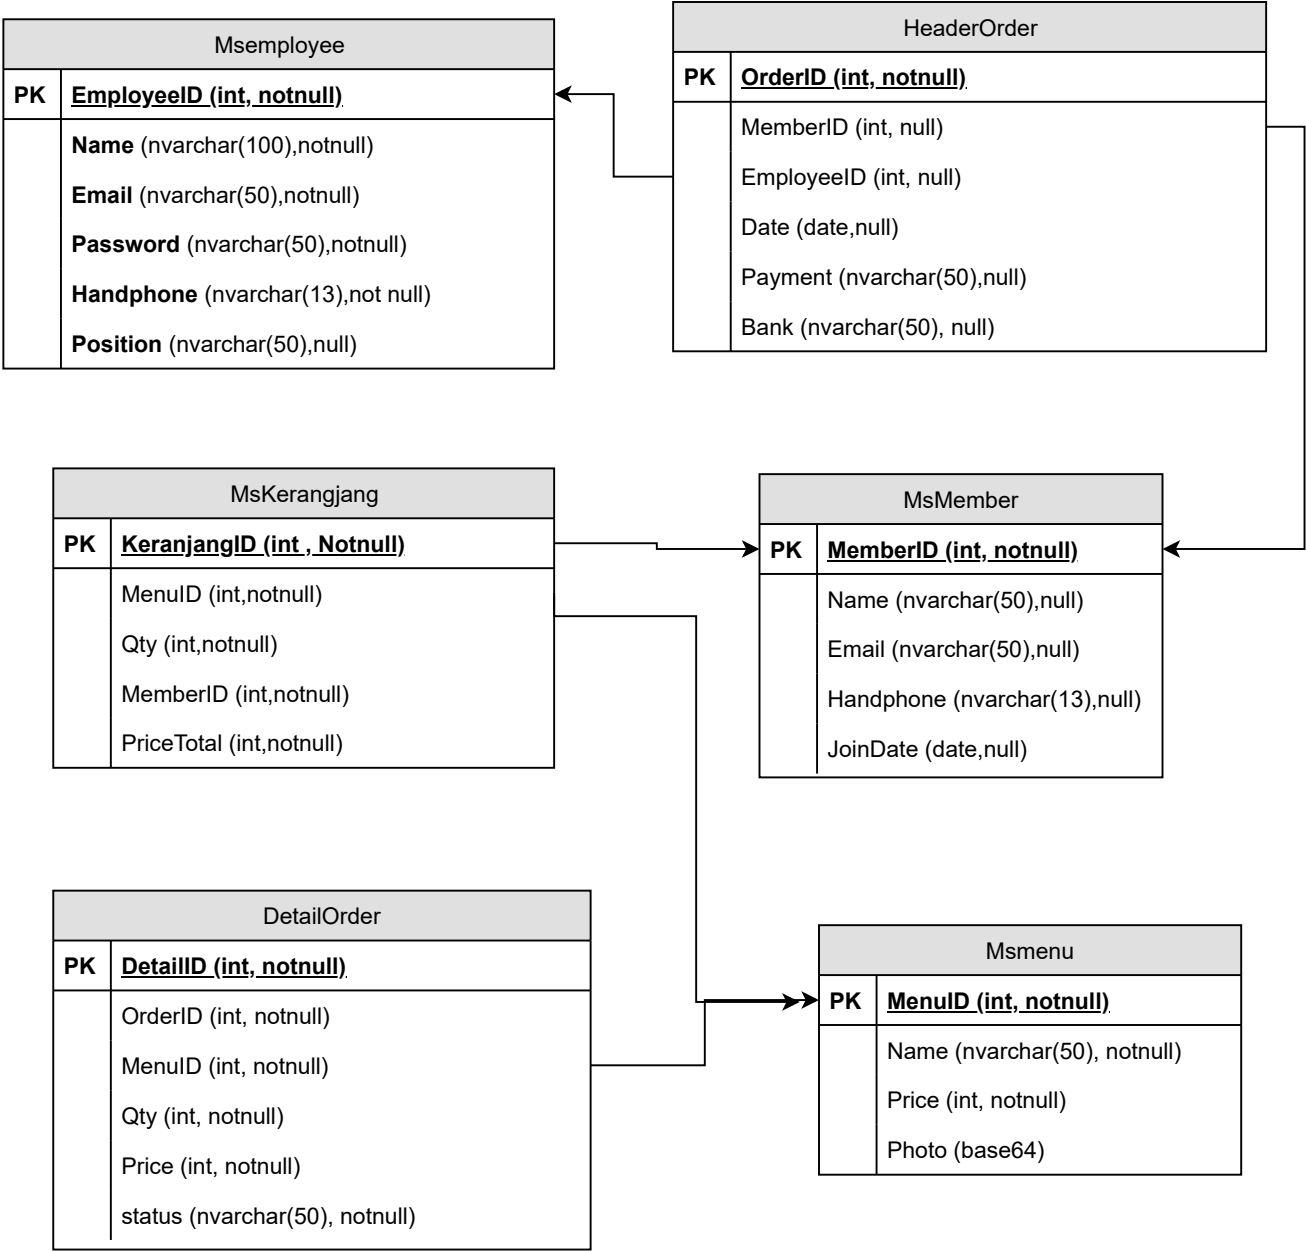 Msemployee
PK EmployeeID (int, notnull)
Name (nvarchar(100),notnull)
Email (nvarchar(50),notnull)
Password (nvarchar(50),notnull)
Handphone (nvarchar(13),not null)
Position (nvarchar(50),null)
HeaderOrder
PK OrderID (int, notnull)
MemberID (int, null)
EmployeeID (int, null)
Date (date,null)
Payment (nvarchar(50),null)
Bank (nvarchar(50), null)
MsKerangjang
PK KeranjangID (int , Notnull)
MenuID (int,notnull)
Qty (int,notnull)
MemberID (int,notnull)
PriceTotal (int,notnull)
MsMember
PK MemberID (int, notnull)
Name (nvarchar(50),null)
Email (nvarchar(50),null)
Handphone (nvarchar(13),null)
JoinDate (date,null)
DetailOrder
PK DetailID (int, notnull)
OrderID (int, notnull)
MenuID (int, notnull)
Qty (int, notnull)
Price (int, notnull)
status (nvarchar(50), notnull)
Msmenu
PK MenuID (int, notnull)
Name (nvarchar(50), notnull)
Price (int, notnull)
Photo (base64)